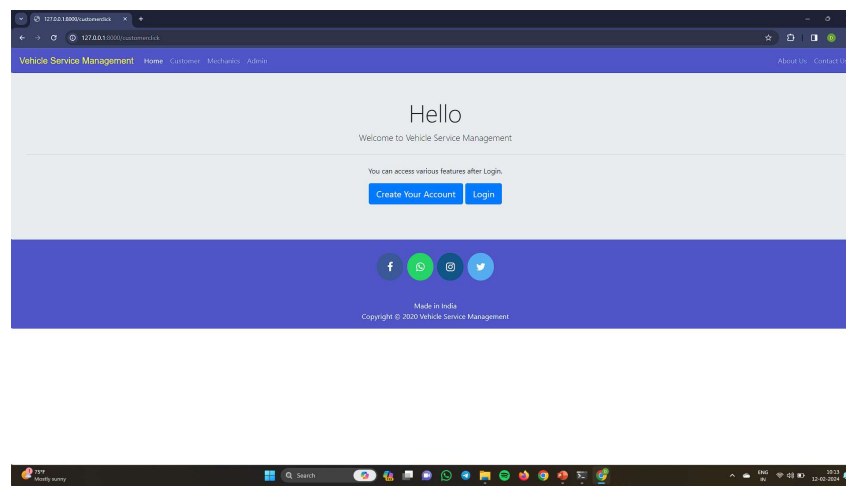 127.0.0.1:8000/customerclick
127.0.0.1:8000/customerclick
Vehicle Service Management Home Customer Mechanics Admin About Us Contact Us
Hello
Welcome to Vehicle Service Management
You can access various features after Login.
Create Your Account Login
Made in India
Copyright © 2020 Vehicle Service Management
75°F
Mostly sunny
Search
ENG
IN
10:13
12-02-2024